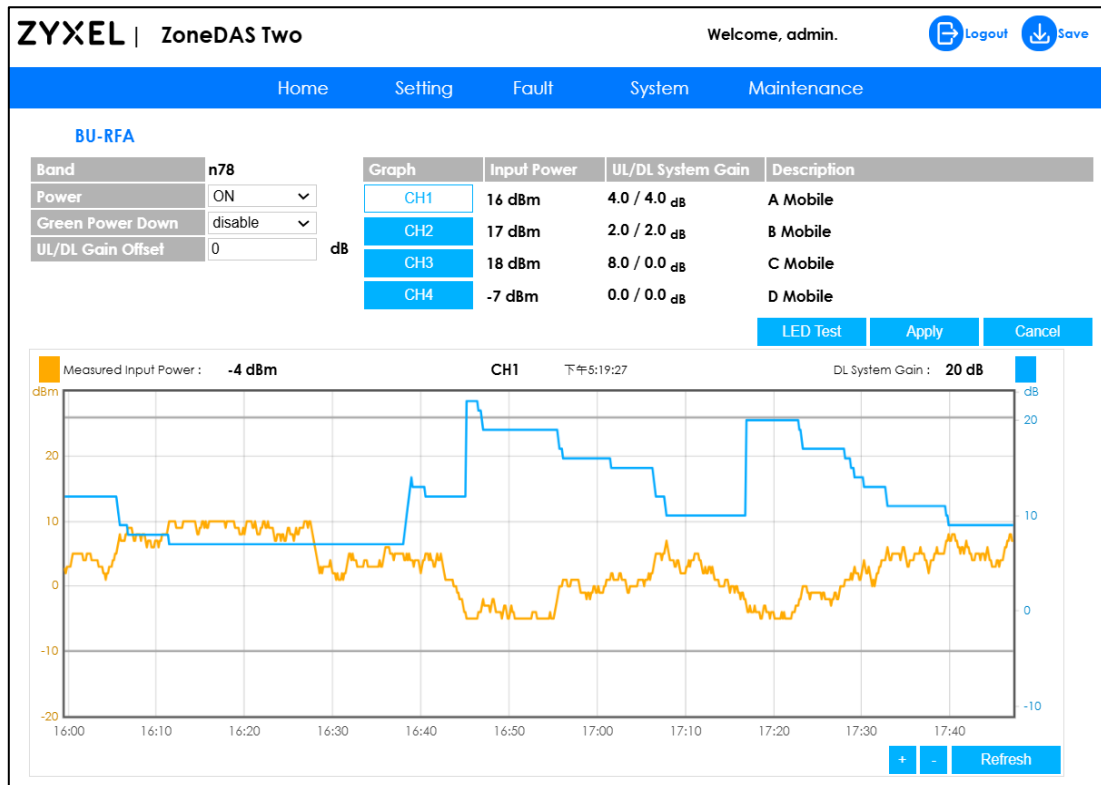 ZYXEL | ZoneDAS Two
Welcome, admin.
Logout
Save
Home Setting Fault System Maintenance
BU-RFA
Band n78
Power ON
Green Power Down disable
UL/DL Gain Offset 0 dB
Graph Input Power UL/DL System Gain Description
CH1 16 dBm 4.0 / 4.0 dB A Mobile
CH2 17 dBm 2.0 / 2.0 dB B Mobile
CH3 18 dBm 8.0 / 0.0 dB C Mobile
CH4 -7 dBm 0.0 / 0.0 dB D Mobile
LED Test Apply Cancel
Measured Input Power : -4 dBm CH1 下午5:19:27 DL System Gain : 20 dB
dBm dB
20 20
10 10
0 0
-10 -10
-20
16:00 16:10 16:20 16:30 16:40 16:50 17:00 17:10 17:20 17:30 17:40
+ - Refresh